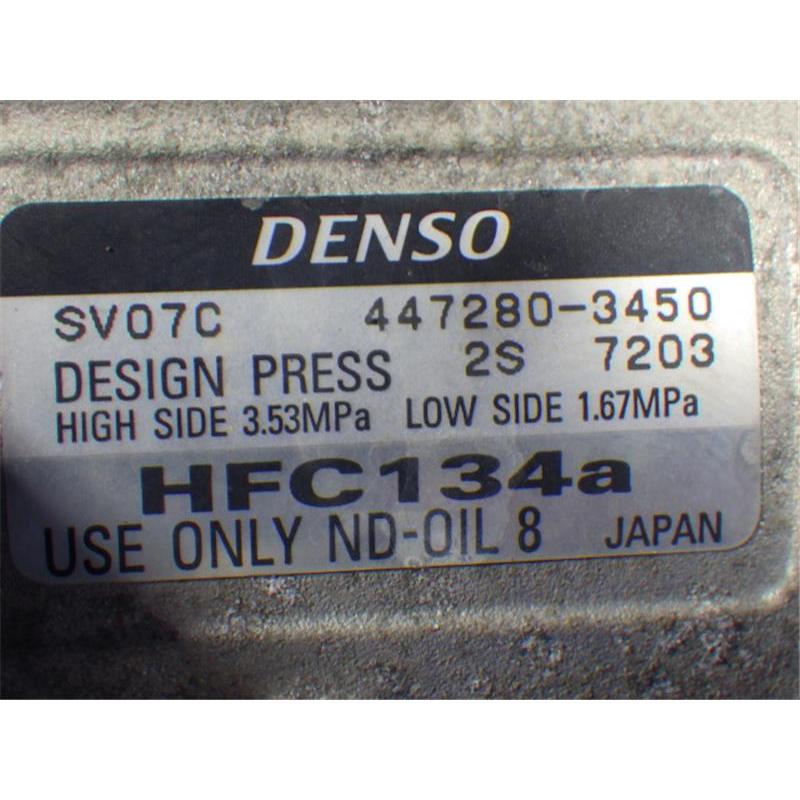 DENSO
SV07C 447280-3450
DESIGN PRESS 2S 7203
HIGH SIDE 3.53MPa LOW SIDE 1.67MPa
HFC134a
USE ONLY ND-OIL 8 JAPAN